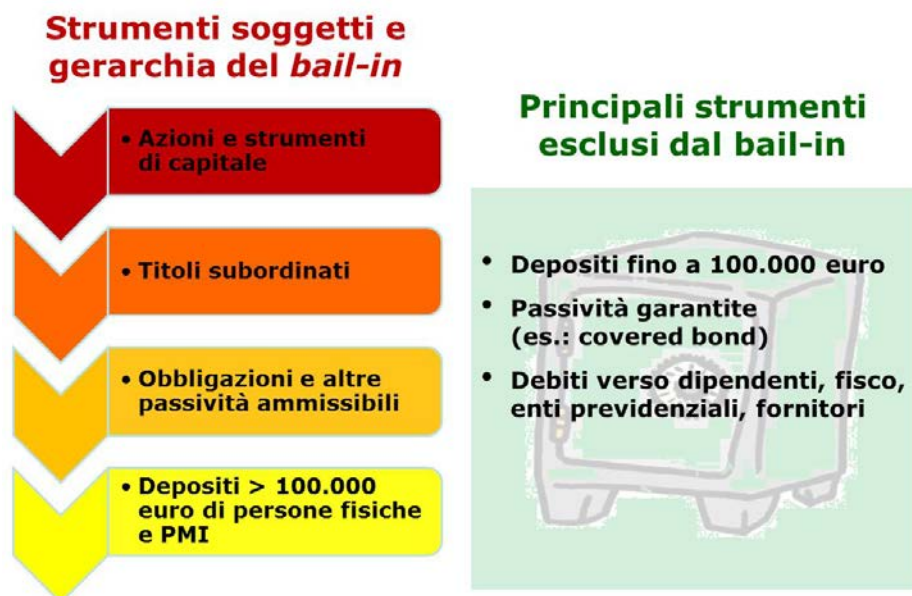 Strumenti soggetti e
gerarchia del bail-in
• Azioni e strumenti
di capitale
• Titoli subordinati
• Obbligazioni e altre
passività ammissibili
• Depositi > 100.000
euro di persone fisiche
e PMI
Principali strumenti
esclusi dal bail-in
• Depositi fino a 100.000 euro
• Passività garantite
(es.: covered bond)
• Debiti verso dipendenti, fisco,
enti previdenziali, fornitori